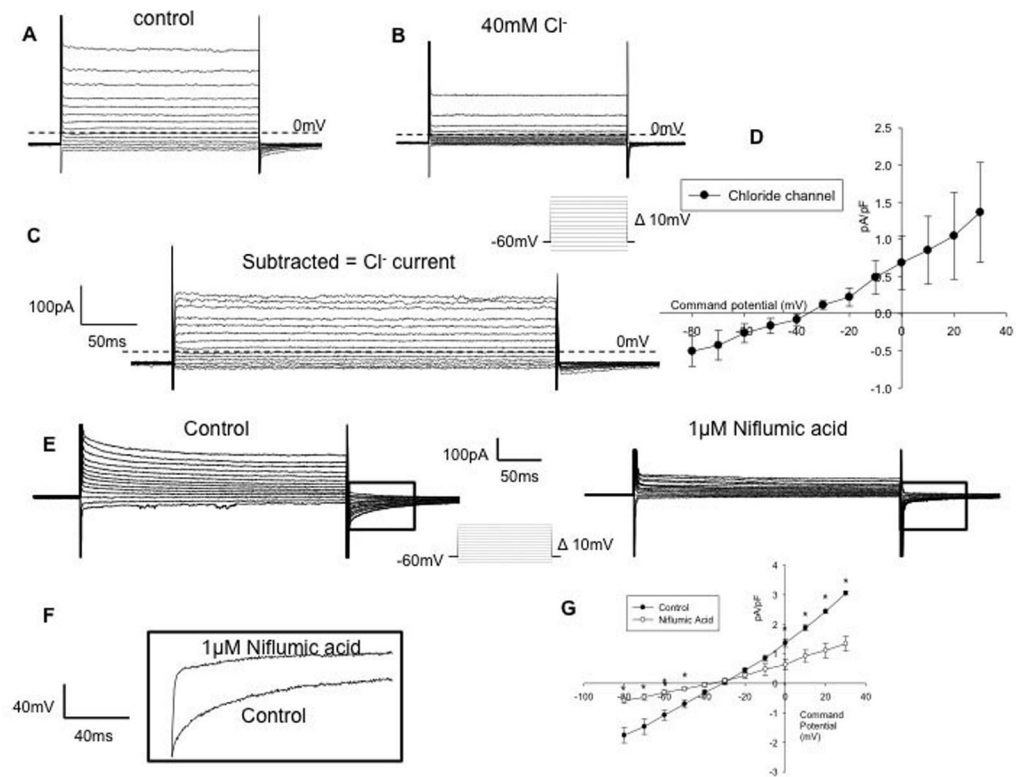 A
control
0mV
B
40mM Cl⁻
0mV
C
Subtracted = Cl⁻ current
100pA
50ms
0mV
-60mV
Δ 10mV
D
Chloride channel
pA/pF
Command potential (mV)
2.5
2.0
1.5
1.0
0.5
0.0
-0.5
-1.0
-80
-60
-40
-20
0
20
40
E
Control
100pA
50ms
-60mV
Δ 10mV
1µM Niflumic acid
F
1µM Niflumic acid
Control
40mV
40ms
G
Control
Niflumic Acid
pA/pF
4
3
2
1
0
-1
-2
-3
-100
-80
-60
-40
-20
0
20
40
Command
Potential
(mV)
* * * * * * * *